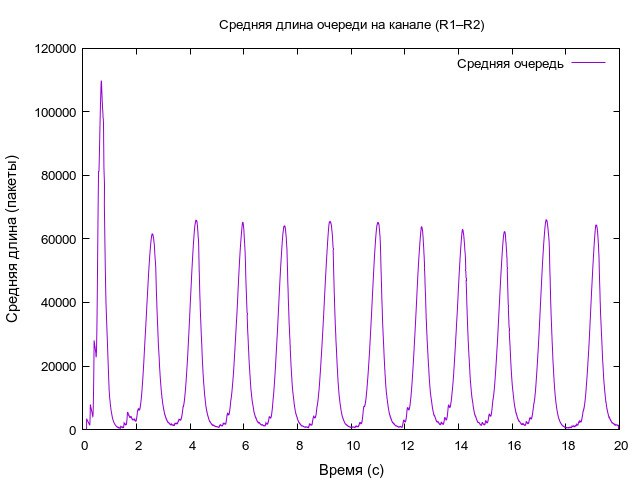 Средняя длина очереди на канале (R1–R2)
Средняя очередь
120000
100000
80000
60000
40000
20000
0
Средняя длина (пакеты)
0 2 4 6 8 10 12 14 16 18 20
Время (с)